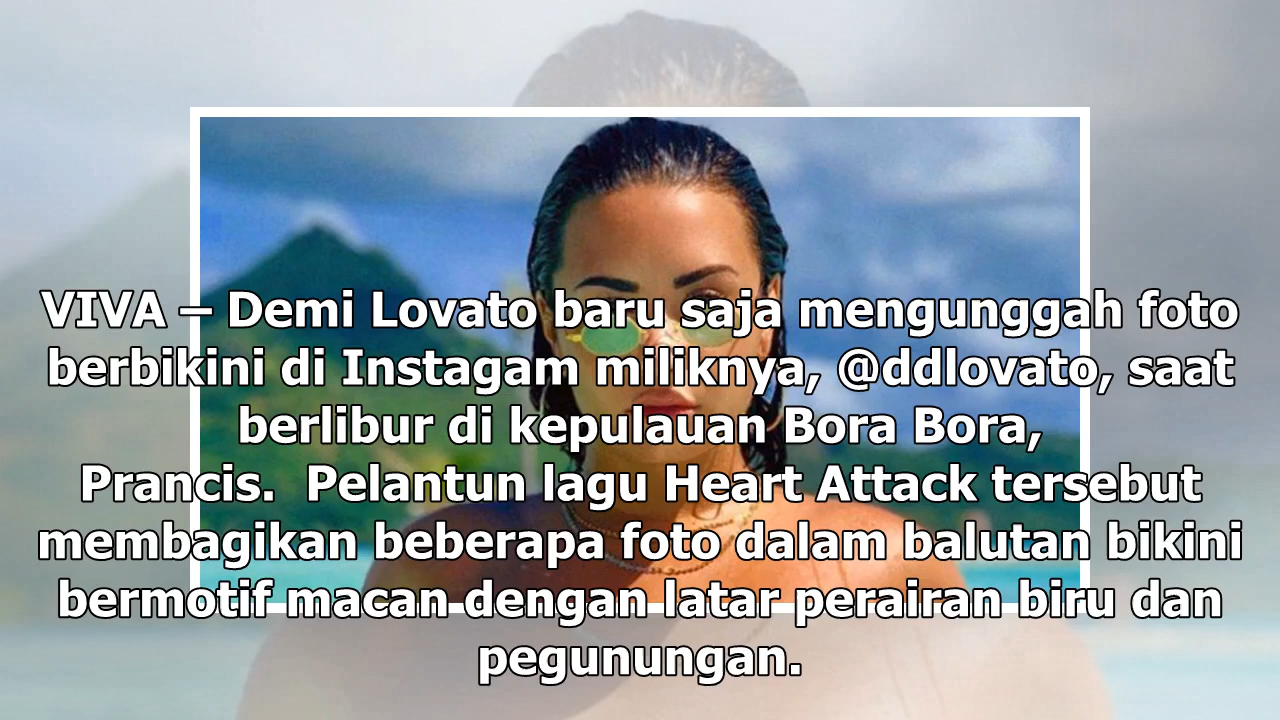 VIVA – Demi Lovato baru saja mengunggah foto
berbikini di Instagam miliknya, @ddlovato, saat
berlibur di kepulauan Bora Bora,
Prancis.  Pelantun lagu Heart Attack tersebut
membagikan beberapa foto dalam balutan bikini
bermotif macan dengan latar perairan biru dan
pegunungan.